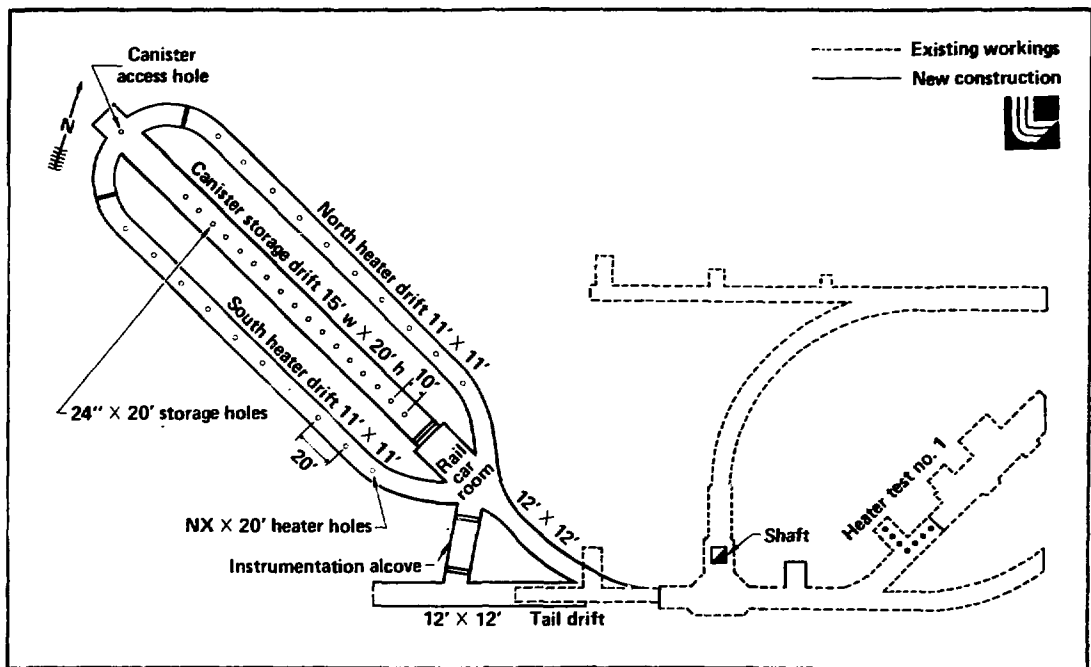 Canister
access hole
Existing workings
New construction
N
Canister storage drift 15' w X 20' h
North heater drift 11' X 11'
South heater drift 11' X 11'
10'
24" X 20' storage holes
20'
Rail
car
room
12' X 12'
Heater test no. 1
NX X 20' heater holes
Shaft
Instrumentation alcove
12' X 12'
Tail drift